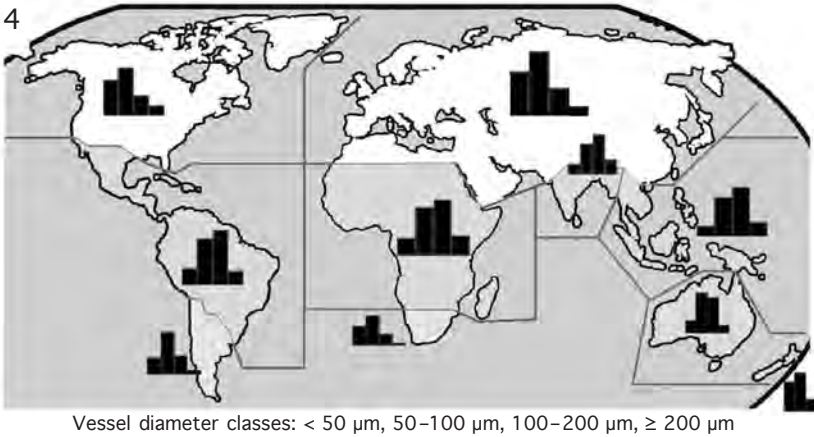 4
Vessel diameter classes: < 50 μm, 50–100 μm, 100–200 μm, ≥ 200 μm